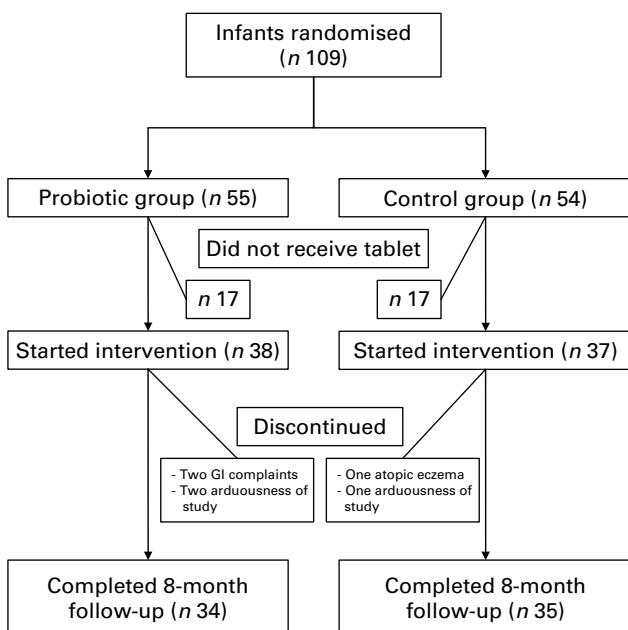 Infants randomised
(n 109)
Probiotic group (n 55)
Control group (n 54)
Did not receive tablet
n 17
n 17
Started intervention (n 38)
Started intervention (n 37)
Discontinued
- Two GI complaints
- Two arduousness of
study
- One atopic eczema
- One arduousness of
study
Completed 8-month
follow-up (n 34)
Completed 8-month
follow-up (n 35)